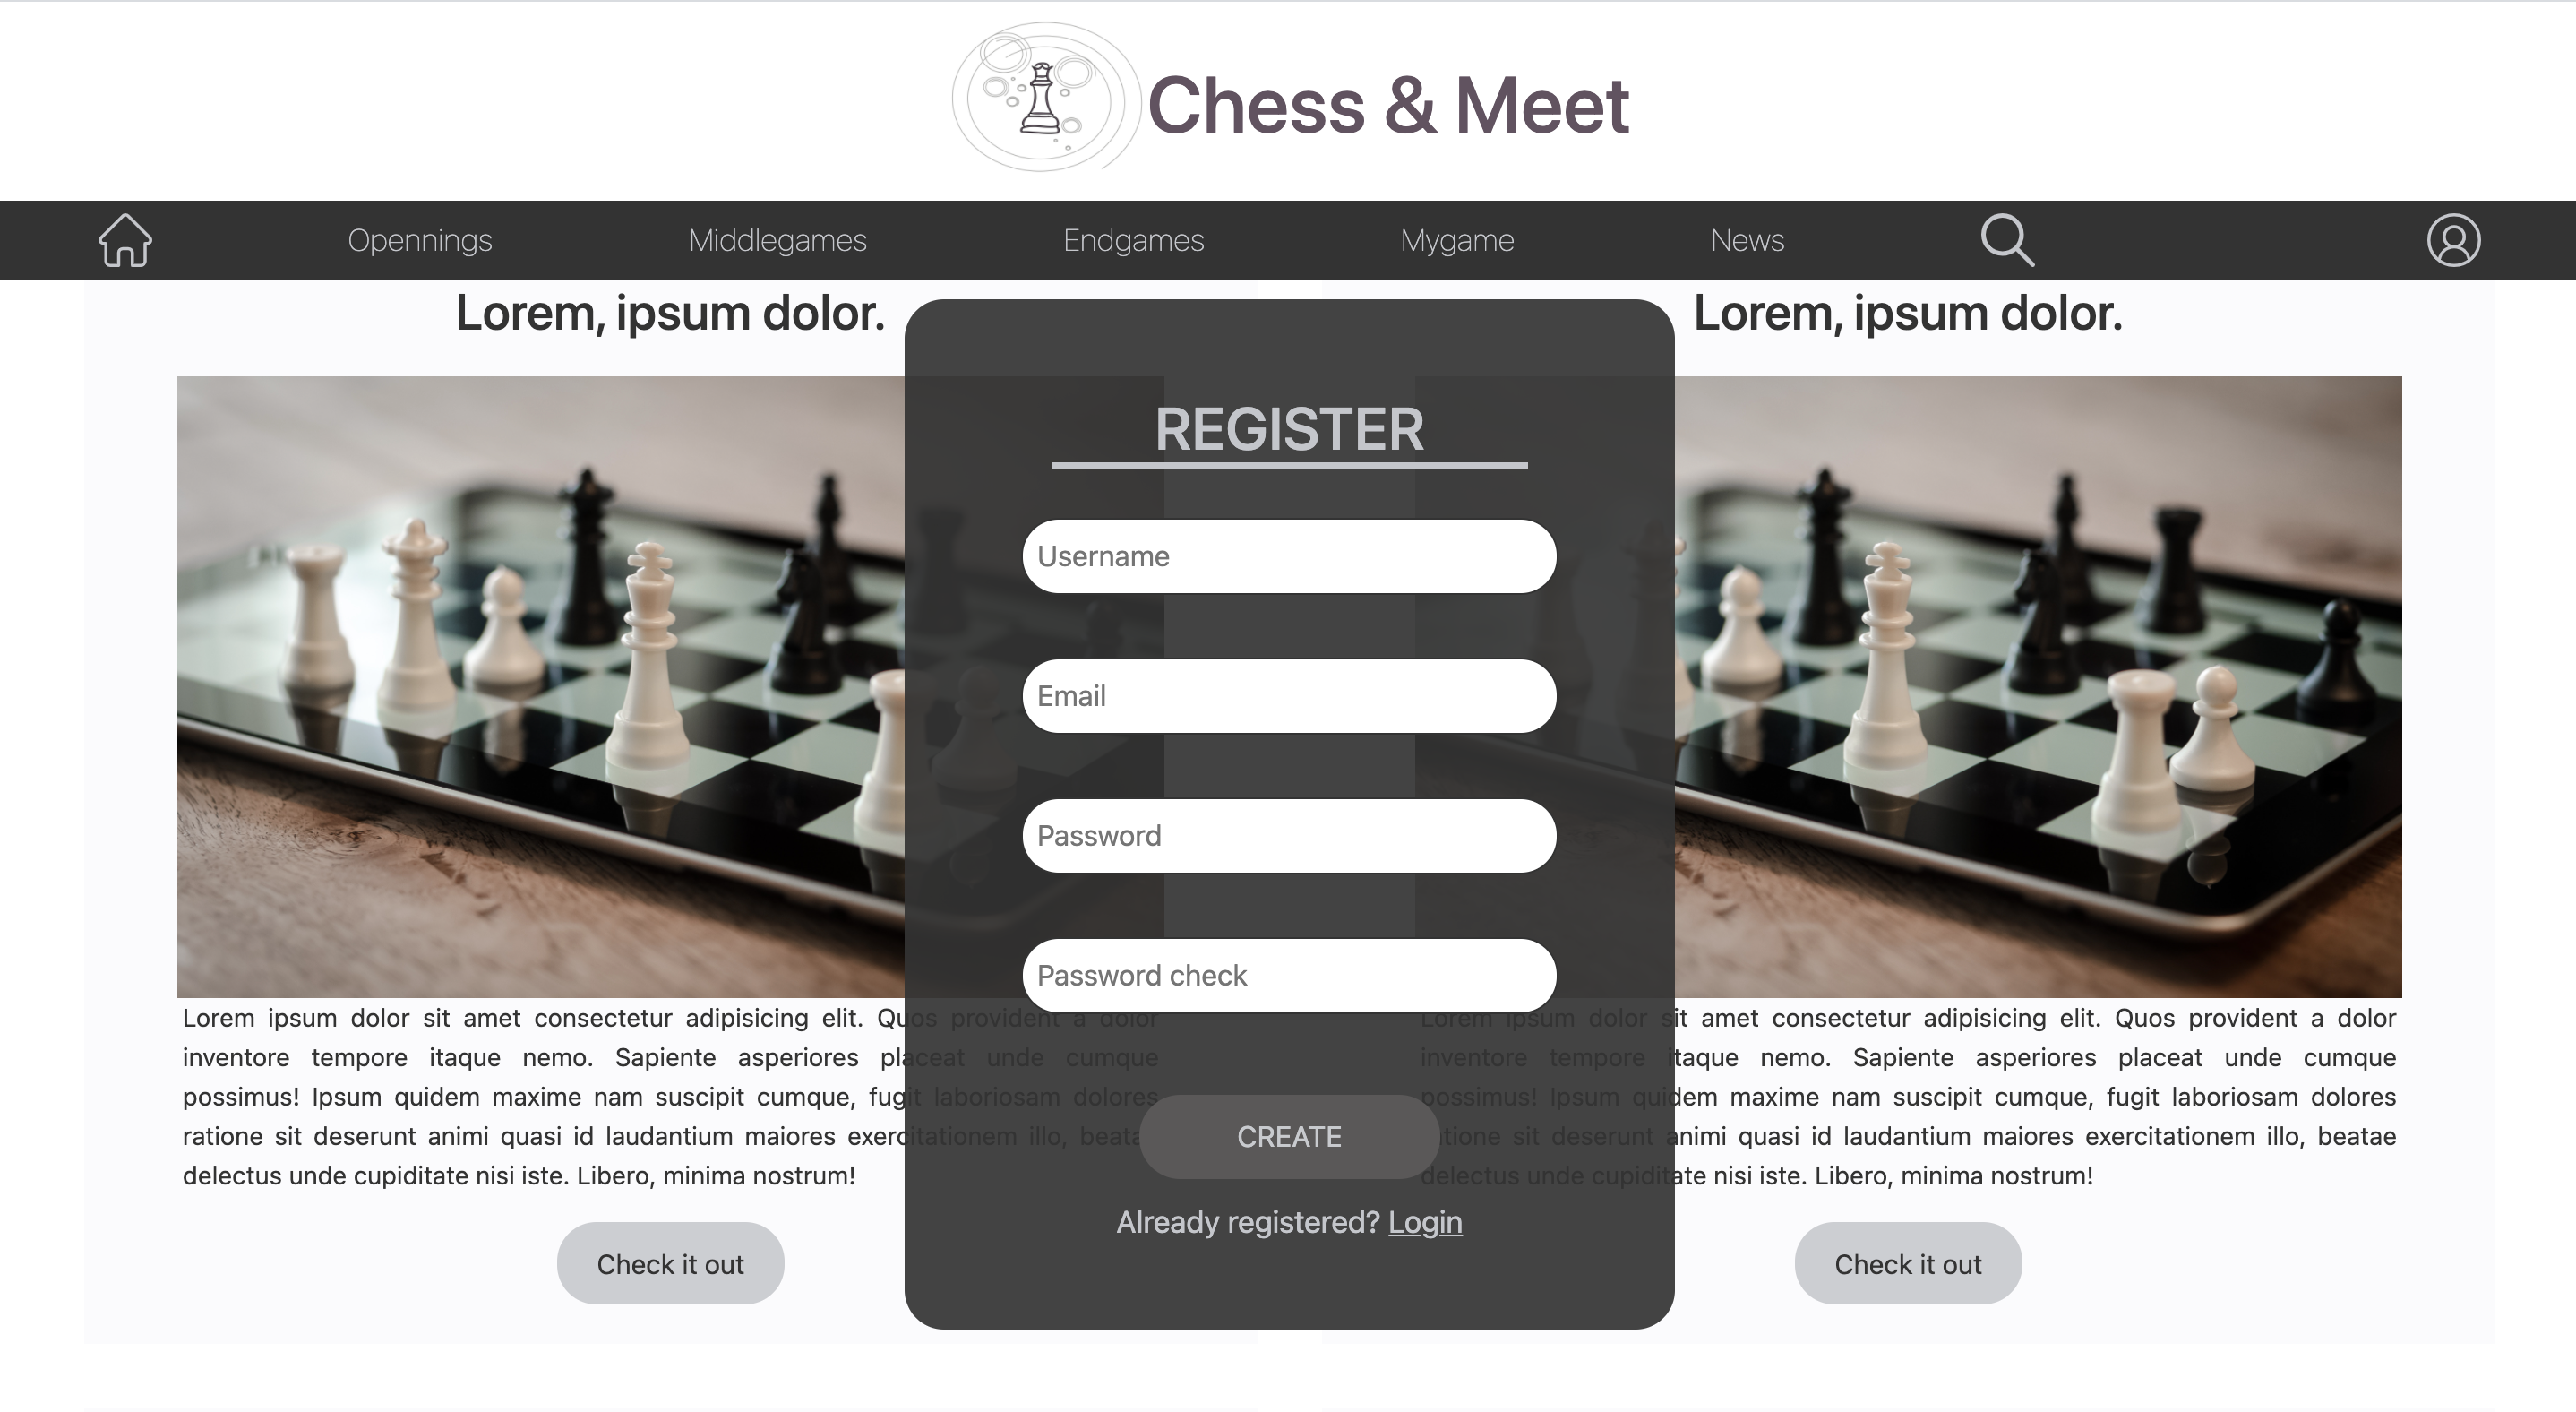 Chess & Meet
Opennings
Middlegames
Endgames
Mygame
News
Lorem, ipsum dolor.
Lorem ipsum dolor sit amet consectetur adipisicing elit. Quos provident a dolor
inventore tempore itaque nemo. Sapiente asperiores placeat unde cumque
possimus! Ipsum quidem maxime nam suscipit cumque, fugit laboriosam dolores
ratione sit deserunt animi quasi id laudantium maiores exercitationem illo, beata
delectus unde cupiditate nisi iste. Libero, minima nostrum!
Check it out
REGISTER
Username
Email
Password
Password check
CREATE
Already registered? Login
Lorem, ipsum dolor.
Lorem ipsum dolor sit amet consectetur adipisicing elit. Quos provident a dolor
inventore tempore itaque nemo. Sapiente asperiores placeat unde cumque
possimus! Ipsum quidem maxime nam suscipit cumque, fugit laboriosam dolores
ratione sit deserunt animi quasi id laudantium maiores exercitationem illo, beatae
delectus unde cupiditate nisi iste. Libero, minima nostrum!
Check it out